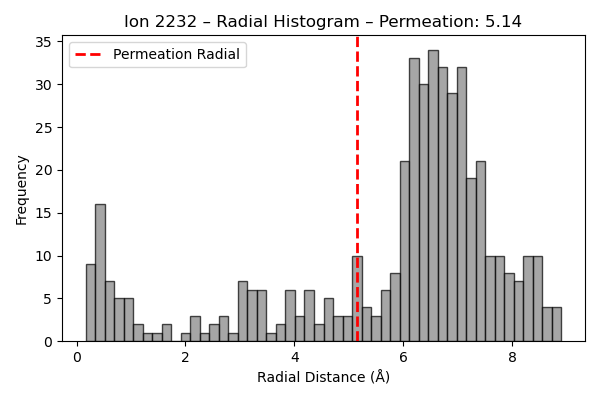 Ion 2232 – Radial Histogram – Permeation: 5.14
Permeation Radial
Frequency
35
30
25
20
15
10
5
0
0 2 4 6 8
Radial Distance (Å)